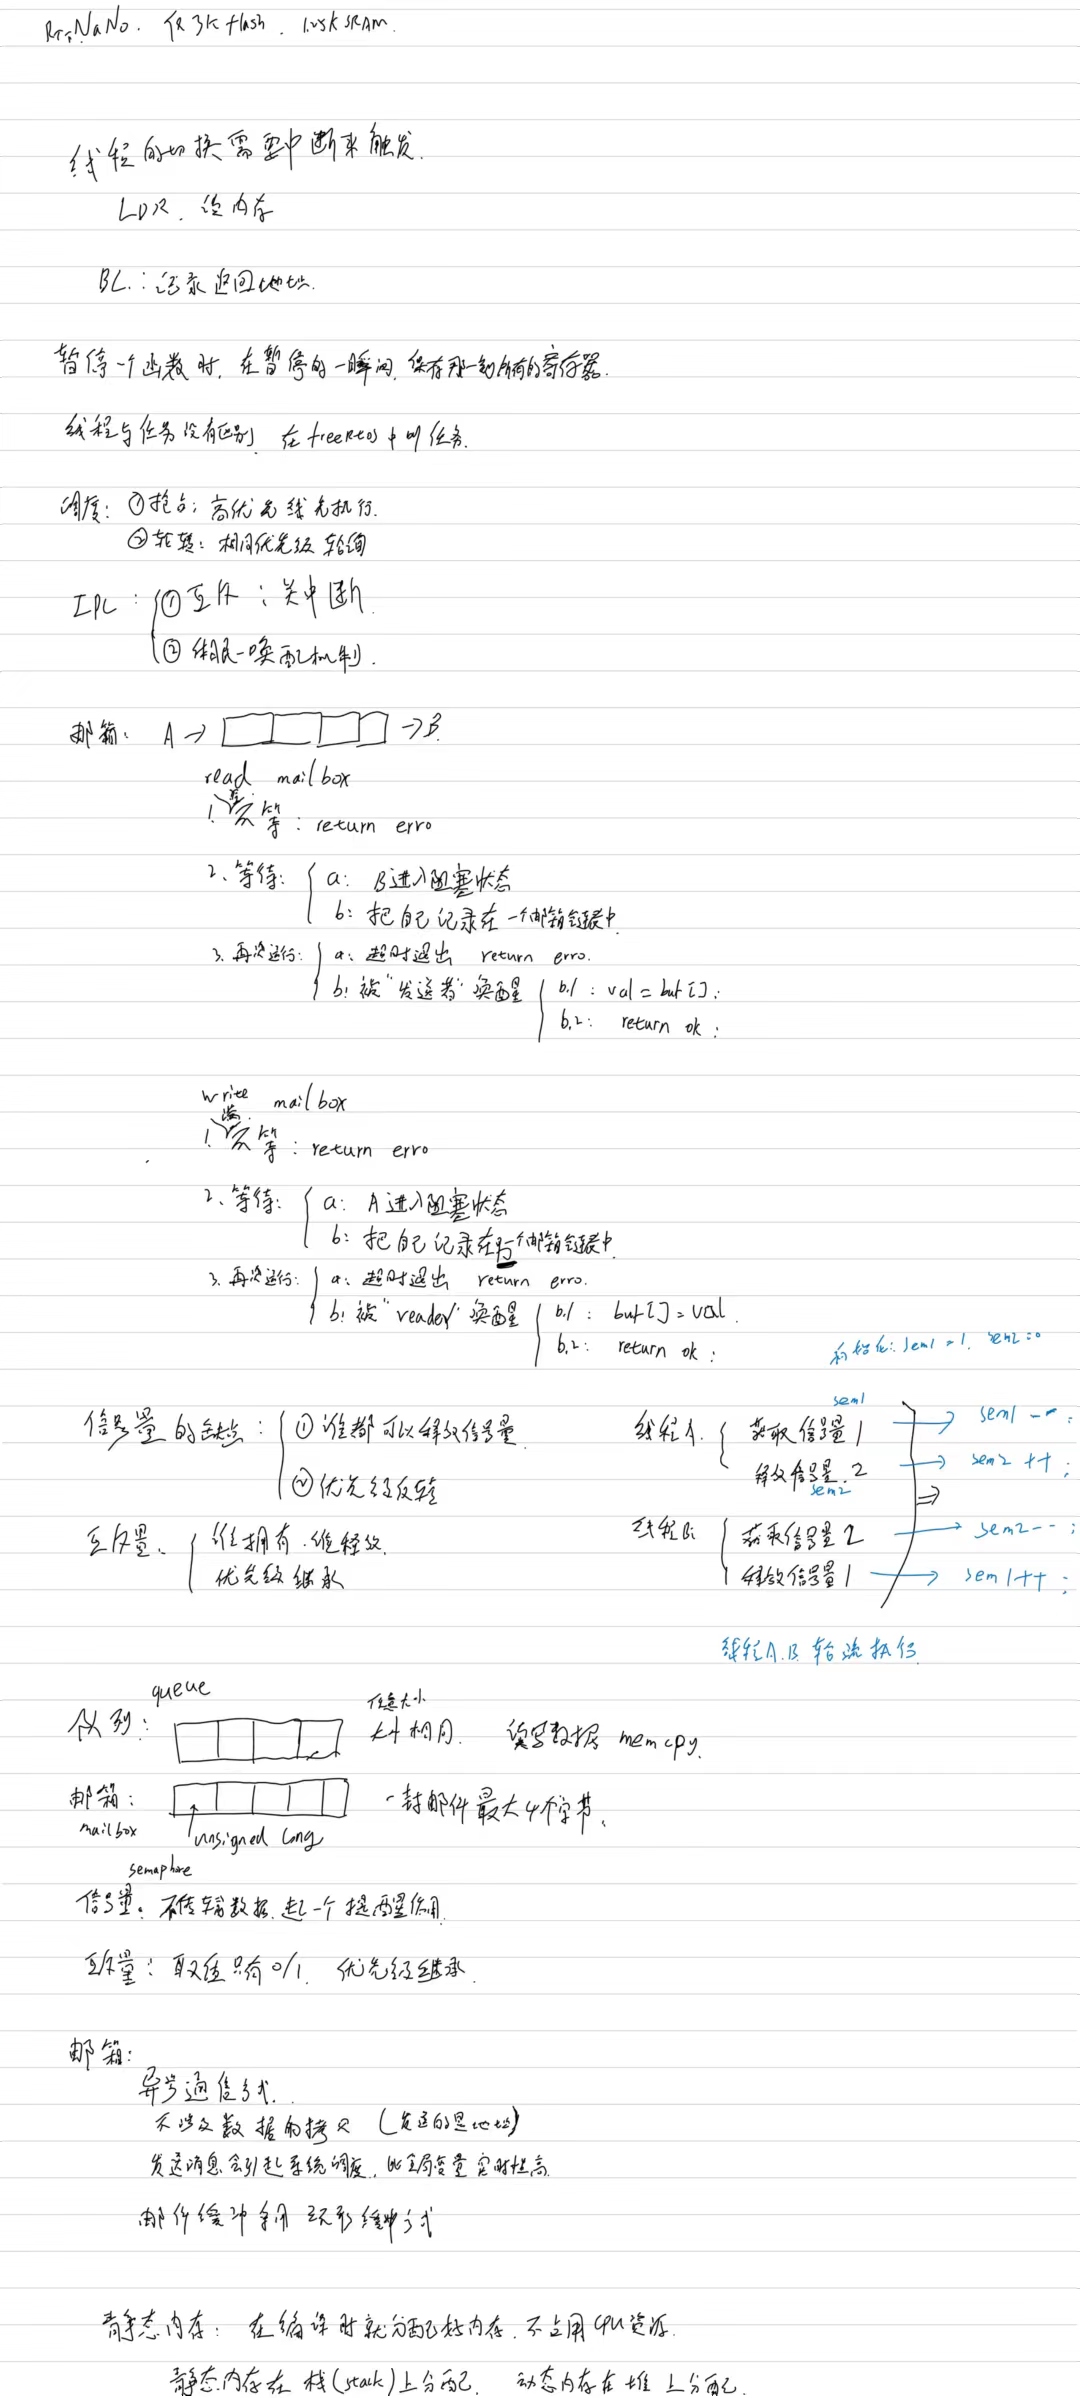 RTT NaNo. 仅3K flash. 1.25K SRAM.
线程的切换需要中断来触发.
LDR. 读内存
BL.: 记录返回地址.
暂停一个函数时, 在暂停的一瞬间, 保存那一刻所有的寄存器.
线程与任务没有区别, 在freeRtos中叫任务.
调度: ①抢占: 高优先级先执行.
②轮转: 相同优先级轮询
IPC: ①互斥: 关中断.
②休眠-唤醒机制.
邮箱: A → → B.
read mailbox
空
1. 不等: return erro
2、等待: a: B进入阻塞状态
b: 把自己记录在一个邮箱链表中.
3. 再次运行: a: 超时退出 return erro.
b: 被"发送者"唤醒 b.1: val = buf[];
b.2: return ok;
write mailbox
满
1. 不等: return erro
2、等待: a: A进入阻塞状态
b: 把自己记录在另一个邮箱链表中.
3. 再次运行: a: 超时退出 return erro.
b: 被"reader"唤醒 b.1: buf[] = val.
b.2: return ok;
初始化: sem1=1. sem2=0
信号量的缺点: ①谁都可以释放信号量.
②优先级反转
sem1
线程A. 获取信号量1 → sem1--;
释放信号量.2 → sem2++;
sem2
⇒
线程B: 获取信号量2 → sem2--;
释放信号量1 → sem1++;
互斥量. 谁拥有.谁释放.
优先级继承
线程A.B.轮流执行
queue
任意大小
队列: 大小相同. 读写数据 memcpy.
邮箱: 一封邮件最大4个字节.
mailbox unsigned long
semaphore
信号量. 不传输数据.起一个提醒作用.
互斥量: 取值只有0/1. 优先级继承.
邮箱:
异步通信方式.
不涉及数据的拷贝 (发送的是地址)
发送消息会引起系统调度, 比全局变量实时性高
邮件缓冲采用环形缓冲方式
静态内存: 在编译时就分配好内存.不占用CPU资源.
静态内存在栈(stack)上分配. 动态内存在堆上分配.